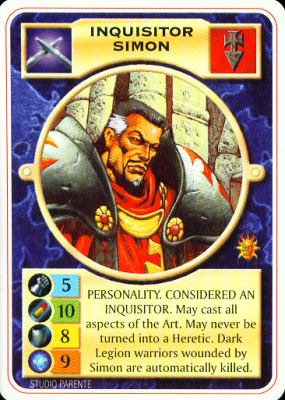 INQUISITOR
SIMON
5
10
8
9
PERSONALITY. CONSIDERED AN
INQUISITOR. May cast all
aspects of the Art. May never be
turned into a Heretic. Dark
Legion warriors wounded by
Simon are automatically killed.
STUDIO PARENTE